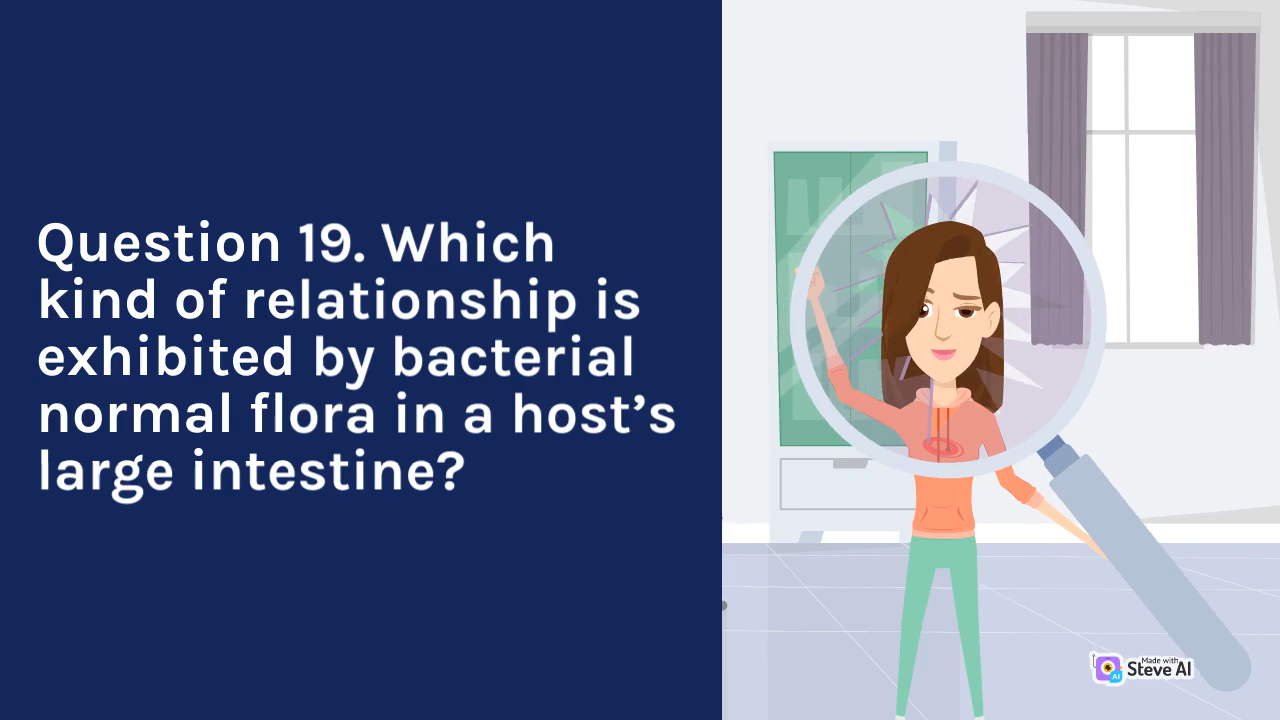 Question 19. Which
kind of relationship is
exhibited by bacterial
normal flora in a host’s
large intestine?
Made with
Steve AI
AI